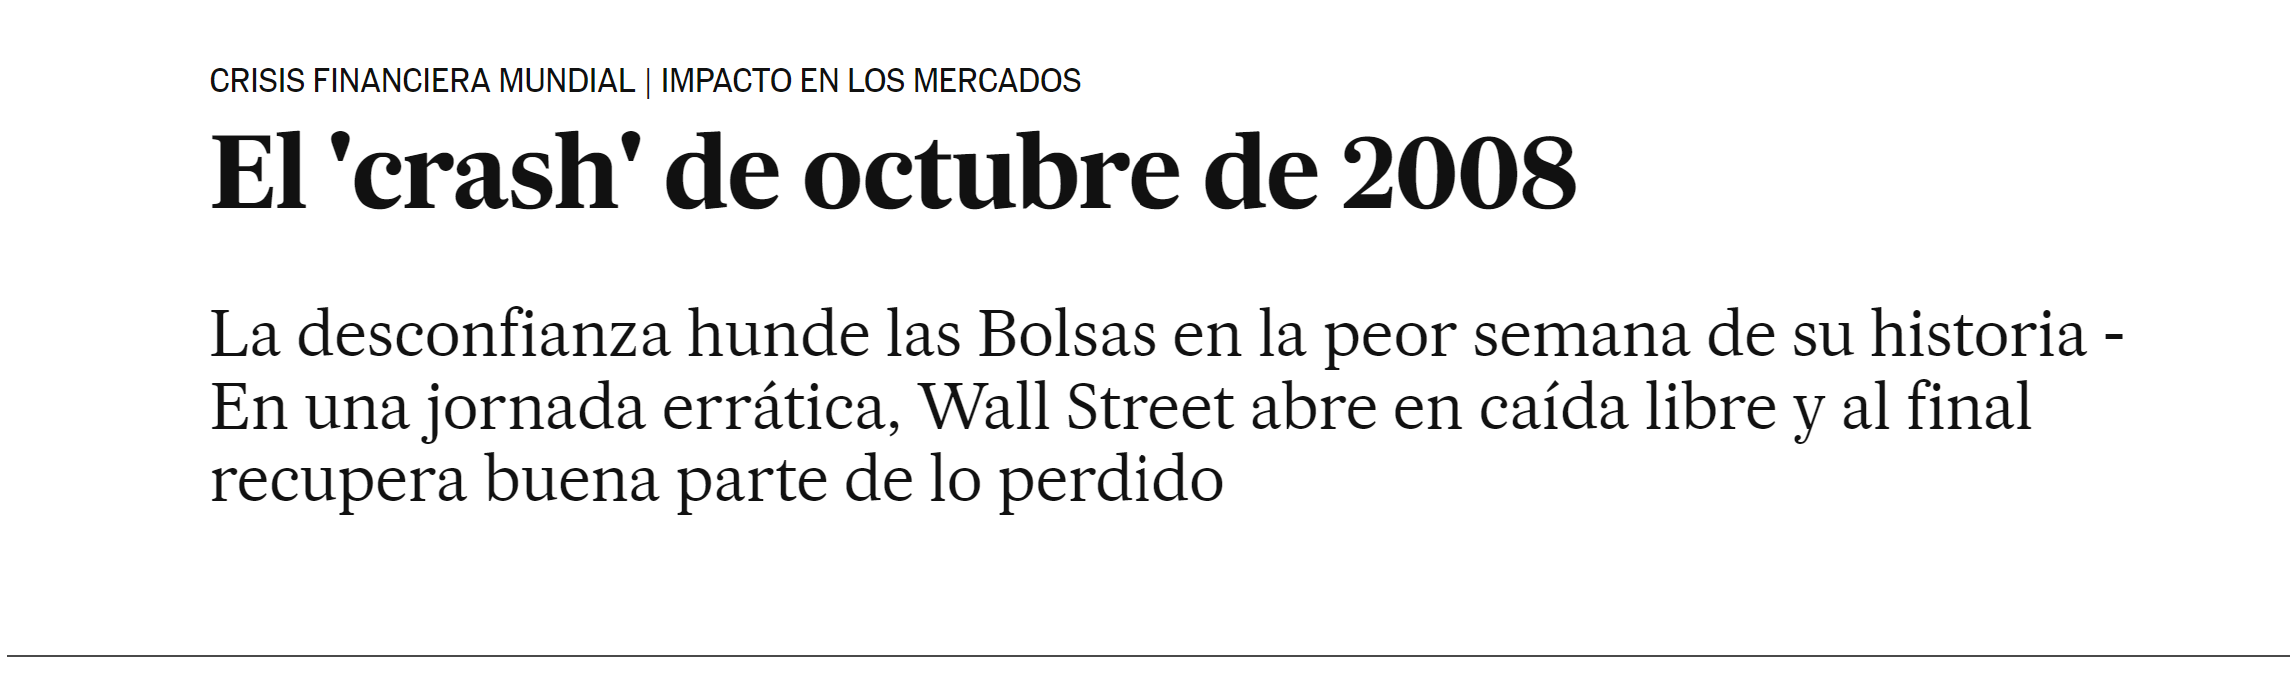 CRISIS FINANCIERA MUNDIAL | IMPACTO EN LOS MERCADOS
El 'crash' de octubre de 2008
La desconfianza hunde las Bolsas en la peor semana de su historia -
En una jornada errática, Wall Street abre en caída libre y al final
recupera buena parte de lo perdido